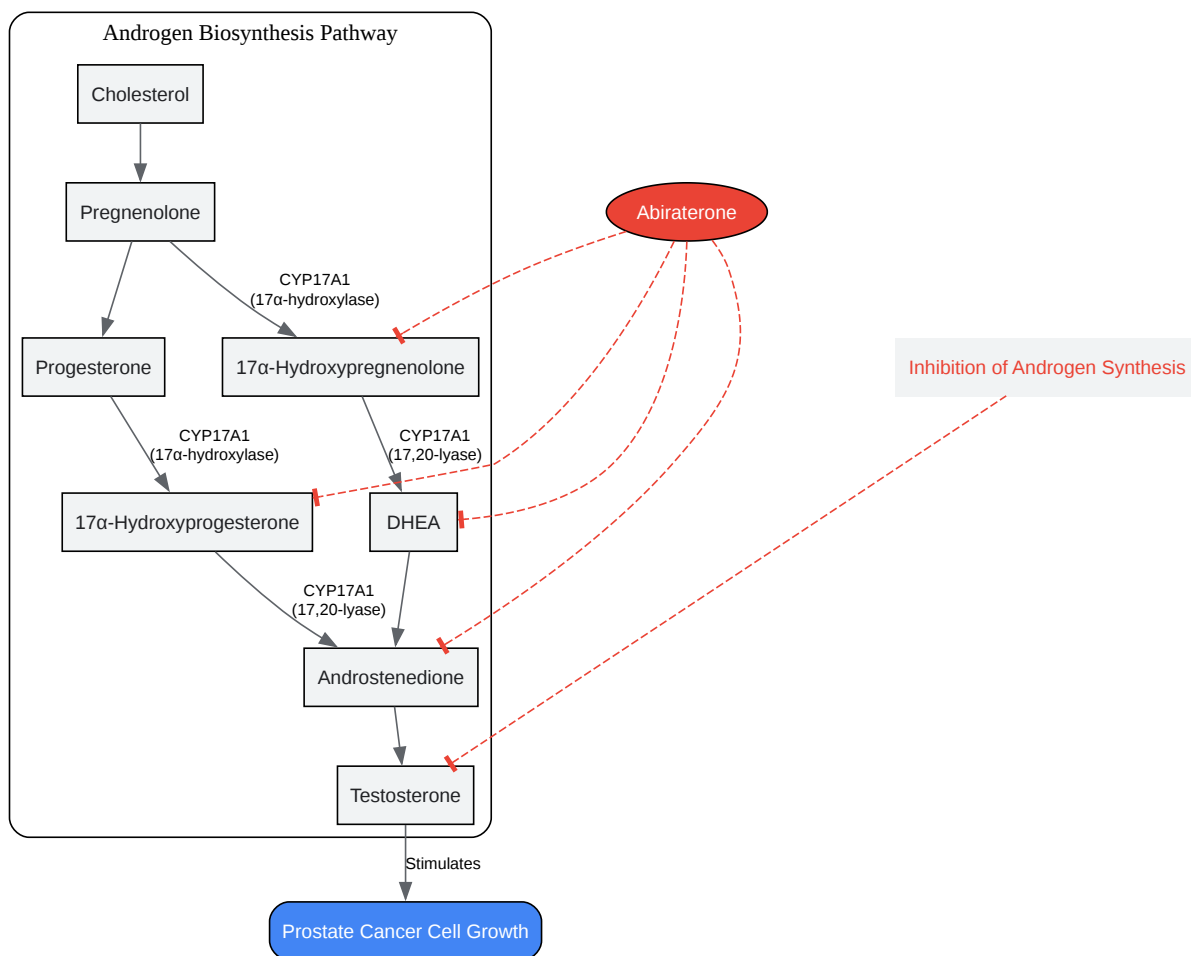 Androgen Biosynthesis Pathway
Cholesterol
Pregnenolone
Abiraterone
CYP17A1
(17α-hydroxylase)
Progesterone
17α-Hydroxypregnenolone
Inhibition of Androgen Synthesis
CYP17A1
(17α-hydroxylase)
CYP17A1
(17,20-lyase)
17α-Hydroxyprogesterone
DHEA
CYP17A1
(17,20-lyase)
Androstenedione
Testosterone
Stimulates
Prostate Cancer Cell Growth